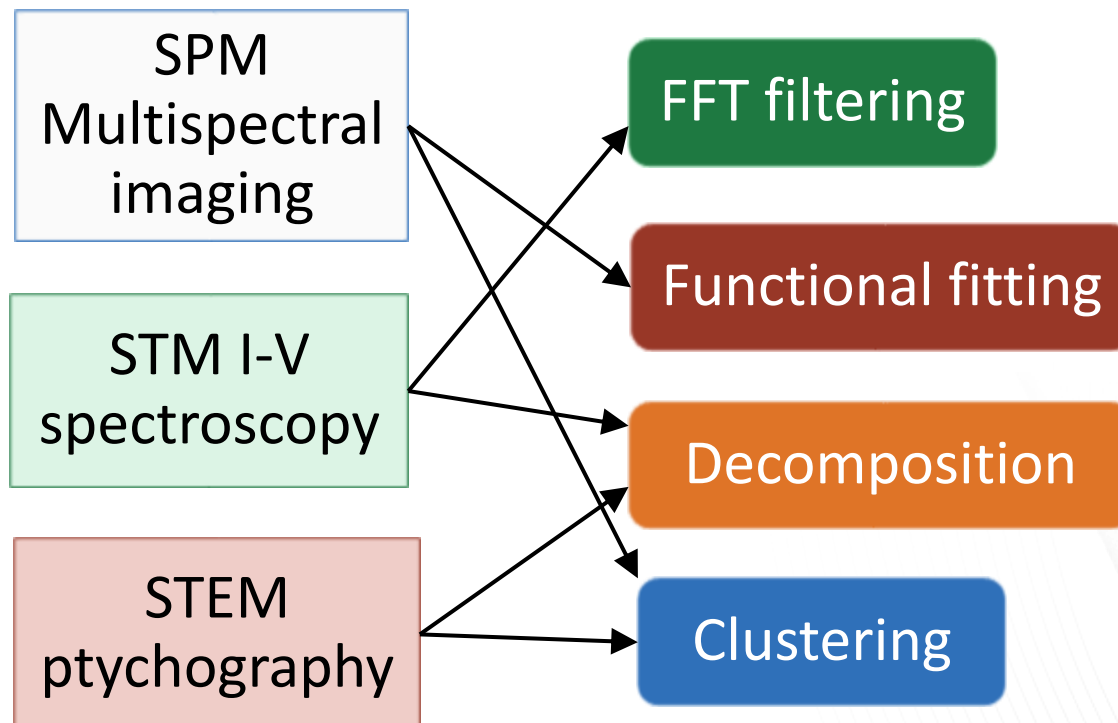 SPM
Multispectral
imaging
STM I-V
spectroscopy
STEM
ptychography
FFT filtering
Functional fitting
Decomposition
Clustering